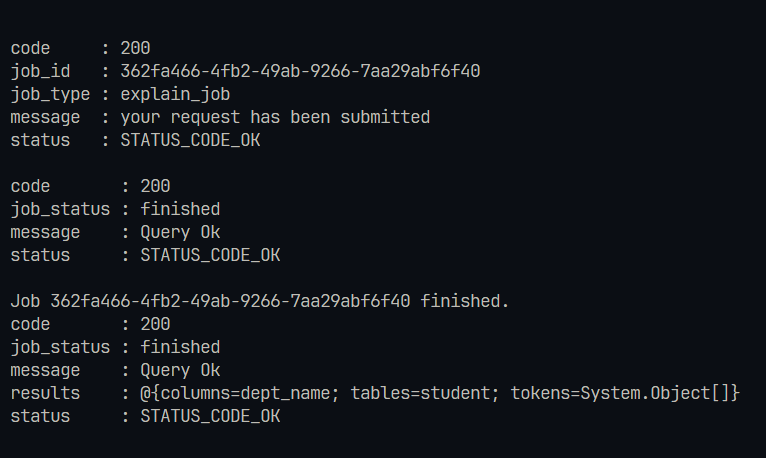 code     : 200
job_id   : 362fa466-4fb2-49ab-9266-7aa29abf6f40
job_type : explain_job
message  : your request has been submitted
status   : STATUS_CODE_OK

code       : 200
job_status : finished
message    : Query Ok
status     : STATUS_CODE_OK

Job 362fa466-4fb2-49ab-9266-7aa29abf6f40 finished.
code       : 200
job_status : finished
message    : Query Ok
results    : @{columns=dept_name; tables=student; tokens=System.Object[]}
status     : STATUS_CODE_OK